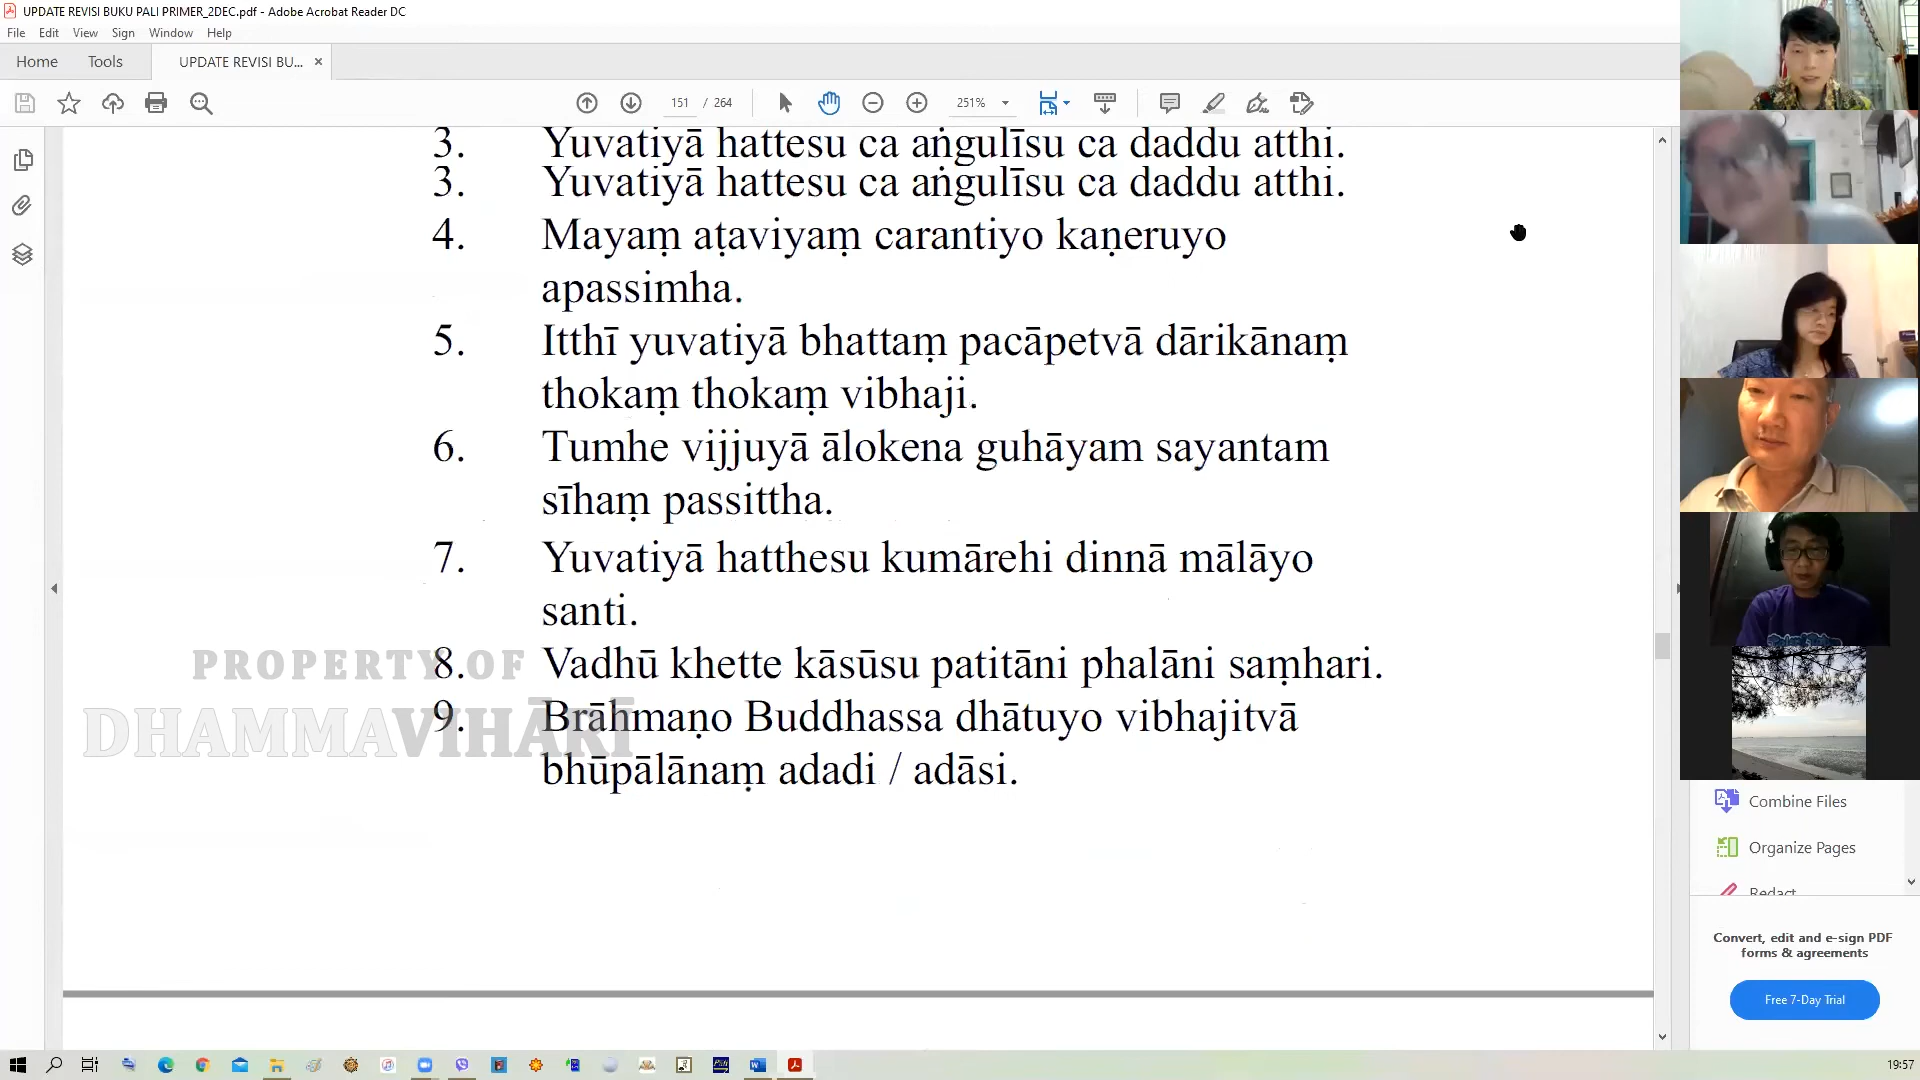 UPDATE REVISI BUKU PALI PRIMER_2DEC.pdf - Adobe Acrobat Reader DC
File Edit View Sign Window Help
Home Tools UPDATE REVISI BU... ×
151 / 264 251%
3. Yuvatiyā hattesu ca aṅgulīsu ca daddu atthi.
3. Yuvatiyā hattesu ca aṅgulīsu ca daddu atthi.
4. Mayaṃ aṭaviyaṃ carantiyo kaṇeruyo
apassimha.
5. Itthī yuvatiyā bhattaṃ pacāpetvā dārikānaṃ
thokaṃ thokaṃ vibhaji.
6. Tumhe vijjuyā ālokena guhāyam sayantam
sīhaṃ passittha.
7. Yuvatiyā hatthesu kumārehi dinnā mālāyo
santi.
PROPERTY OF
8. Vadhū khette kāsūsu patitāni phalāni saṃhari.
DHAMMAVIHĀRĪ
9. Brāhmaṇo Buddhassa dhātuyo vibhajitvā
bhūpālānaṃ adadi / adāsi.
Combine Files
Organize Pages
Redact
Convert, edit and e-sign PDF
forms & agreements
Free 7-Day Trial
19:57